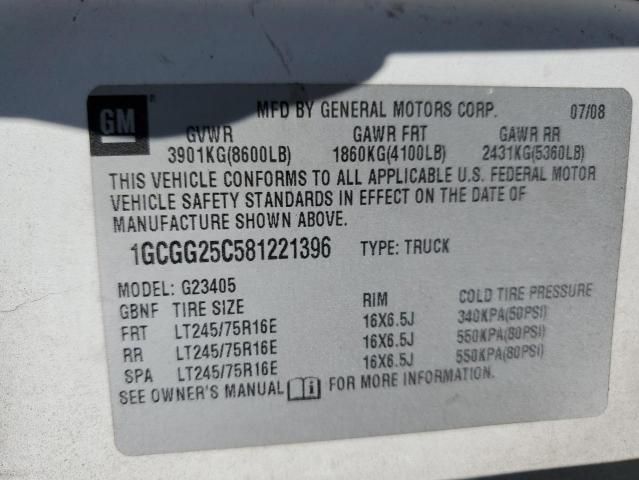 GM ®
MFD BY GENERAL MOTORS CORP. 07/08
GVWR GAWR FRT GAWR RR
3901KG(8600LB) 1860KG(4100LB) 2431KG(5360LB)
THIS VEHICLE CONFORMS TO ALL APPLICABLE U.S. FEDERAL MOTOR
VEHICLE SAFETY STANDARDS IN EFFECT ON THE DATE OF
MANUFACTURE SHOWN ABOVE.
1GCGG25C581221396 TYPE: TRUCK
MODEL: G23405
GBNF TIRE SIZE RIM COLD TIRE PRESSURE
FRT LT245/75R16E 16X6.5J 340KPA(50PSI)
RR LT245/75R16E 16X6.5J 550KPA(80PSI)
SPA LT245/75R16E 16X6.5J 550KPA(80PSI)
SEE OWNER'S MANUAL i FOR MORE INFORMATION.